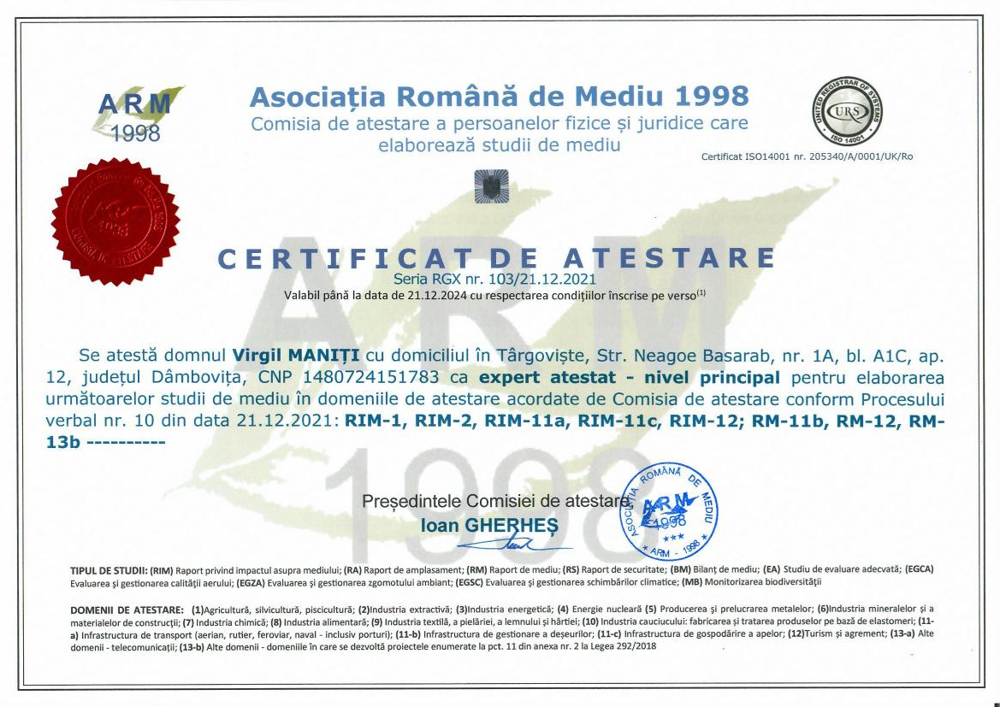 ARM
1998
Asociația Română de Mediu 1998
Comisia de atestare a persoanelor fizice și juridice care
elaborează studii de mediu
UNITED REGISTRAR OF SYSTEMS
URS
ISO 14001
Certificat ISO14001 nr. 205340/A/0001/UK/Ro
ARM
1998
CERTIFICAT DE ATESTARE
Seria RGX nr. 103/21.12.2021
Valabil până la data de 21.12.2024 cu respectarea condițiilor înscrise pe verso(1)
Se atestă domnul Virgil MANIȚI cu domiciliul în Târgoviște, Str. Neagoe Basarab, nr. 1A, bl. A1C, ap.
12, județul Dâmbovița, CNP 1480724151783 ca expert atestat - nivel principal pentru elaborarea
următoarelor studii de mediu în domeniile de atestare acordate de Comisia de atestare conform Procesului
verbal nr. 10 din data 21.12.2021: RIM-1, RIM-2, RIM-11a, RIM-11c, RIM-12; RM-11b, RM-12, RM-
13b ----------
Președintele Comisiei de atestare,
Ioan GHERHEȘ
ASOCIAȚIA ROMÂNĂ DE MEDIU
ARM
1998
★★★
★ ARM - 1998 ★
TIPUL DE STUDII: (RIM) Raport privind impactul asupra mediului; (RA) Raport de amplasament; (RM) Raport de mediu; (RS) Raport de securitate; (BM) Bilanț de mediu; (EA) Studiu de evaluare adecvată; (EGCA)
Evaluarea și gestionarea calității aerului; (EGZA) Evaluarea și gestionarea zgomotului ambiant; (EGSC) Evaluarea și gestionarea schimbărilor climatice; (MB) Monitorizarea biodiversității
DOMENII DE ATESTARE: (1)Agricultură, silvicultură, piscicultură; (2)Industria extractivă; (3)Industria energetică; (4) Energie nucleară (5) Producerea și prelucrarea metalelor; (6)Industria mineralelor și a
materialelor de construcții; (7) Industria chimică; (8) Industria alimentară; (9) Industria textilă, a pielăriei, a lemnului și hârtiei; (10) Industria cauciucului: fabricarea și tratarea produselor pe bază de elastomeri; (11-
a) Infrastructura de transport (aerian, rutier, feroviar, naval - inclusiv porturi); (11-b) Infrastructura de gestionare a deșeurilor; (11-c) Infrastructura de gospodărire a apelor; (12)Turism și agrement; (13-a) Alte
domenii - telecomunicații; (13-b) Alte domenii - domeniile în care se dezvoltă proiectele enumerate la pct. 11 din anexa nr. 2 la Legea 292/2018